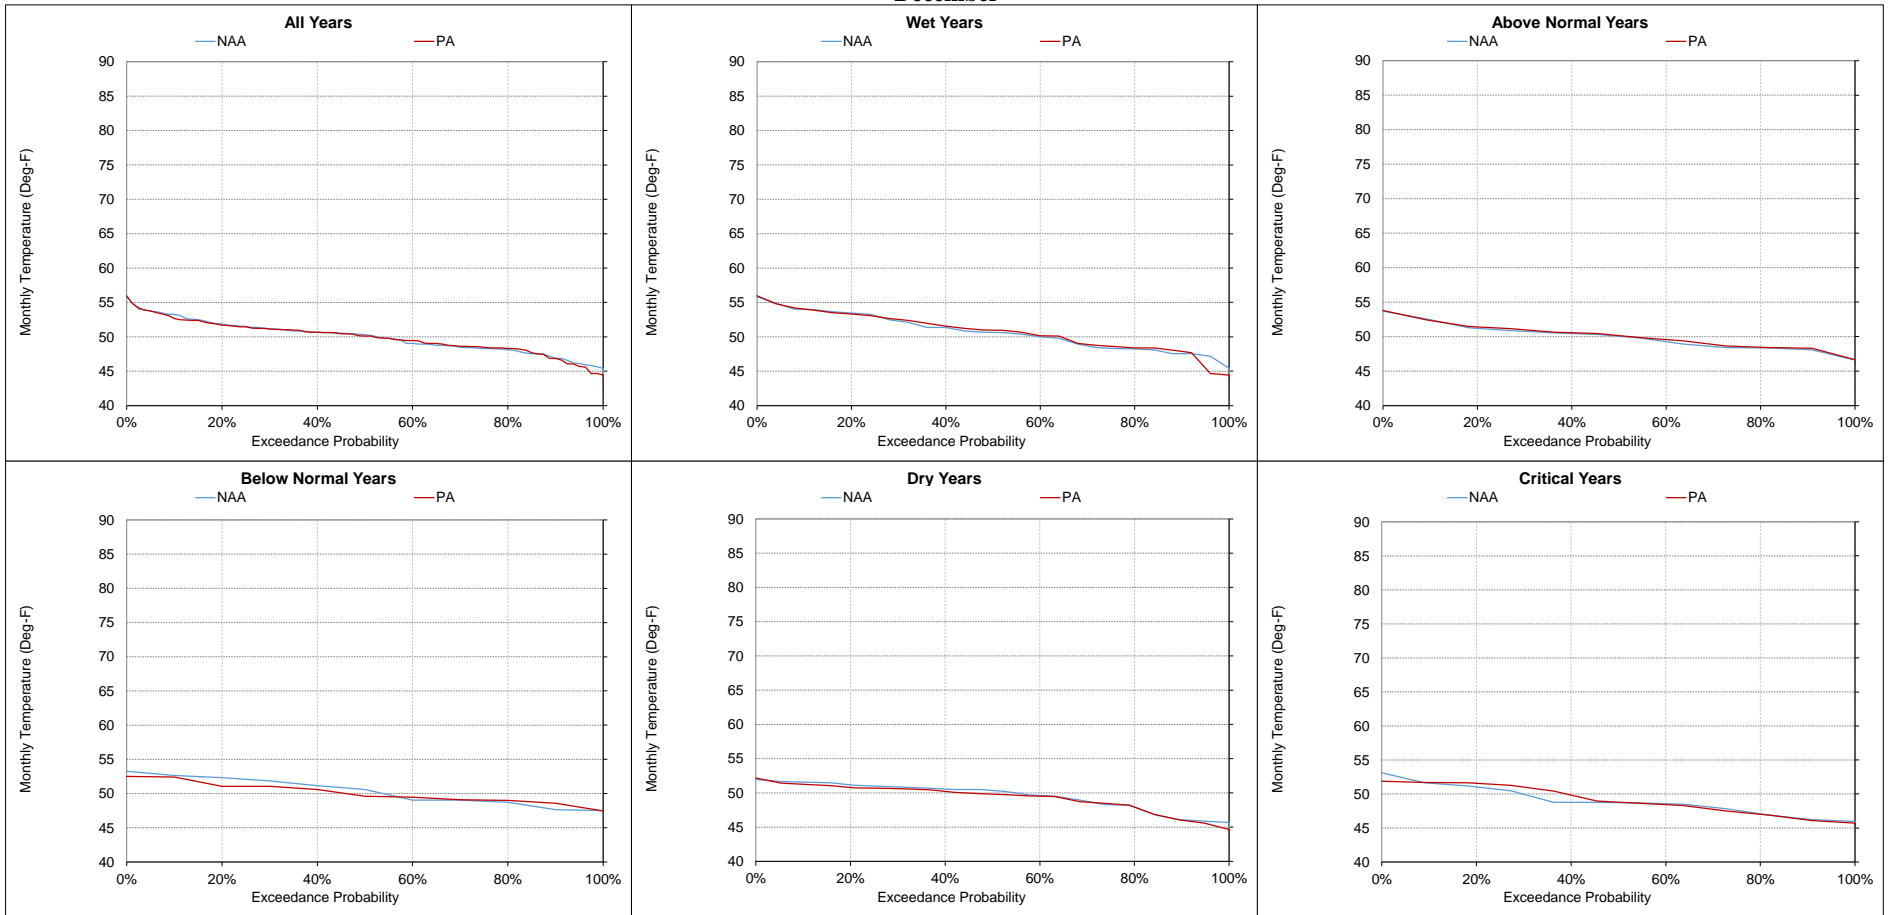 December
All Years
NAA PA
Monthly Temperature (Deg-F)
90
85
80
75
70
65
60
55
50
45
40
0% 20% 40% 60% 80% 100%
Exceedance Probability
Wet Years
NAA PA
Monthly Temperature (Deg-F)
90
85
80
75
70
65
60
55
50
45
40
0% 20% 40% 60% 80% 100%
Exceedance Probability
Above Normal Years
NAA PA
Monthly Temperature (Deg-F)
90
85
80
75
70
65
60
55
50
45
40
0% 20% 40% 60% 80% 100%
Exceedance Probability
Below Normal Years
NAA PA
Monthly Temperature (Deg-F)
90
85
80
75
70
65
60
55
50
45
40
0% 20% 40% 60% 80% 100%
Exceedance Probability
Dry Years
NAA PA
Monthly Temperature (Deg-F)
90
85
80
75
70
65
60
55
50
45
40
0% 20% 40% 60% 80% 100%
Exceedance Probability
Critical Years
NAA PA
Monthly Temperature (Deg-F)
90
85
80
75
70
65
60
55
50
45
40
0% 20% 40% 60% 80% 100%
Exceedance Probability